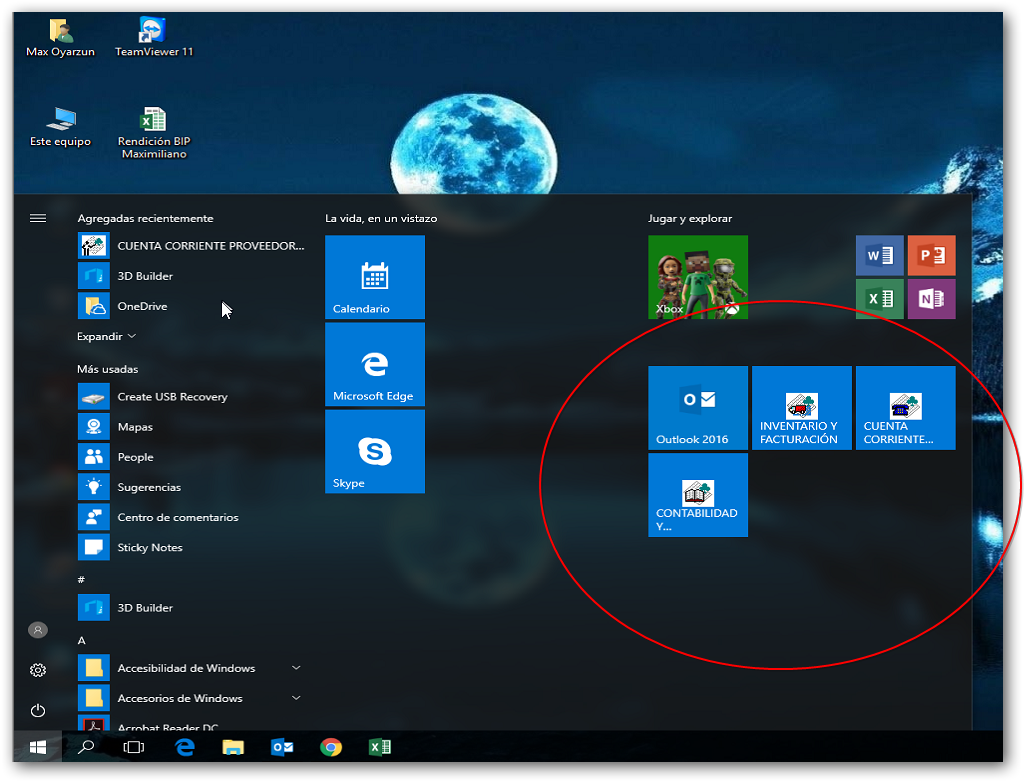 Max Oyarzun
TeamViewer 11
Este equipo
Rendición BIP
Maximiliano
Agregadas recientemente
CUENTA CORRIENTE PROVEEDOR...
3D Builder
OneDrive
Expandir
Más usadas
Create USB Recovery
Mapas
People
Sugerencias
Centro de comentarios
Sticky Notes
#
3D Builder
A
Accesibilidad de Windows
Accesorios de Windows
Acrobat Reader DC
La vida, en un vistazo
Calendario
Microsoft Edge
Skype
Jugar y explorar
Xbox
Outlook 2016
INVENTARIO Y
FACTURACIÓN
CUENTA
CORRIENTE...
CONTABILIDAD
Y...